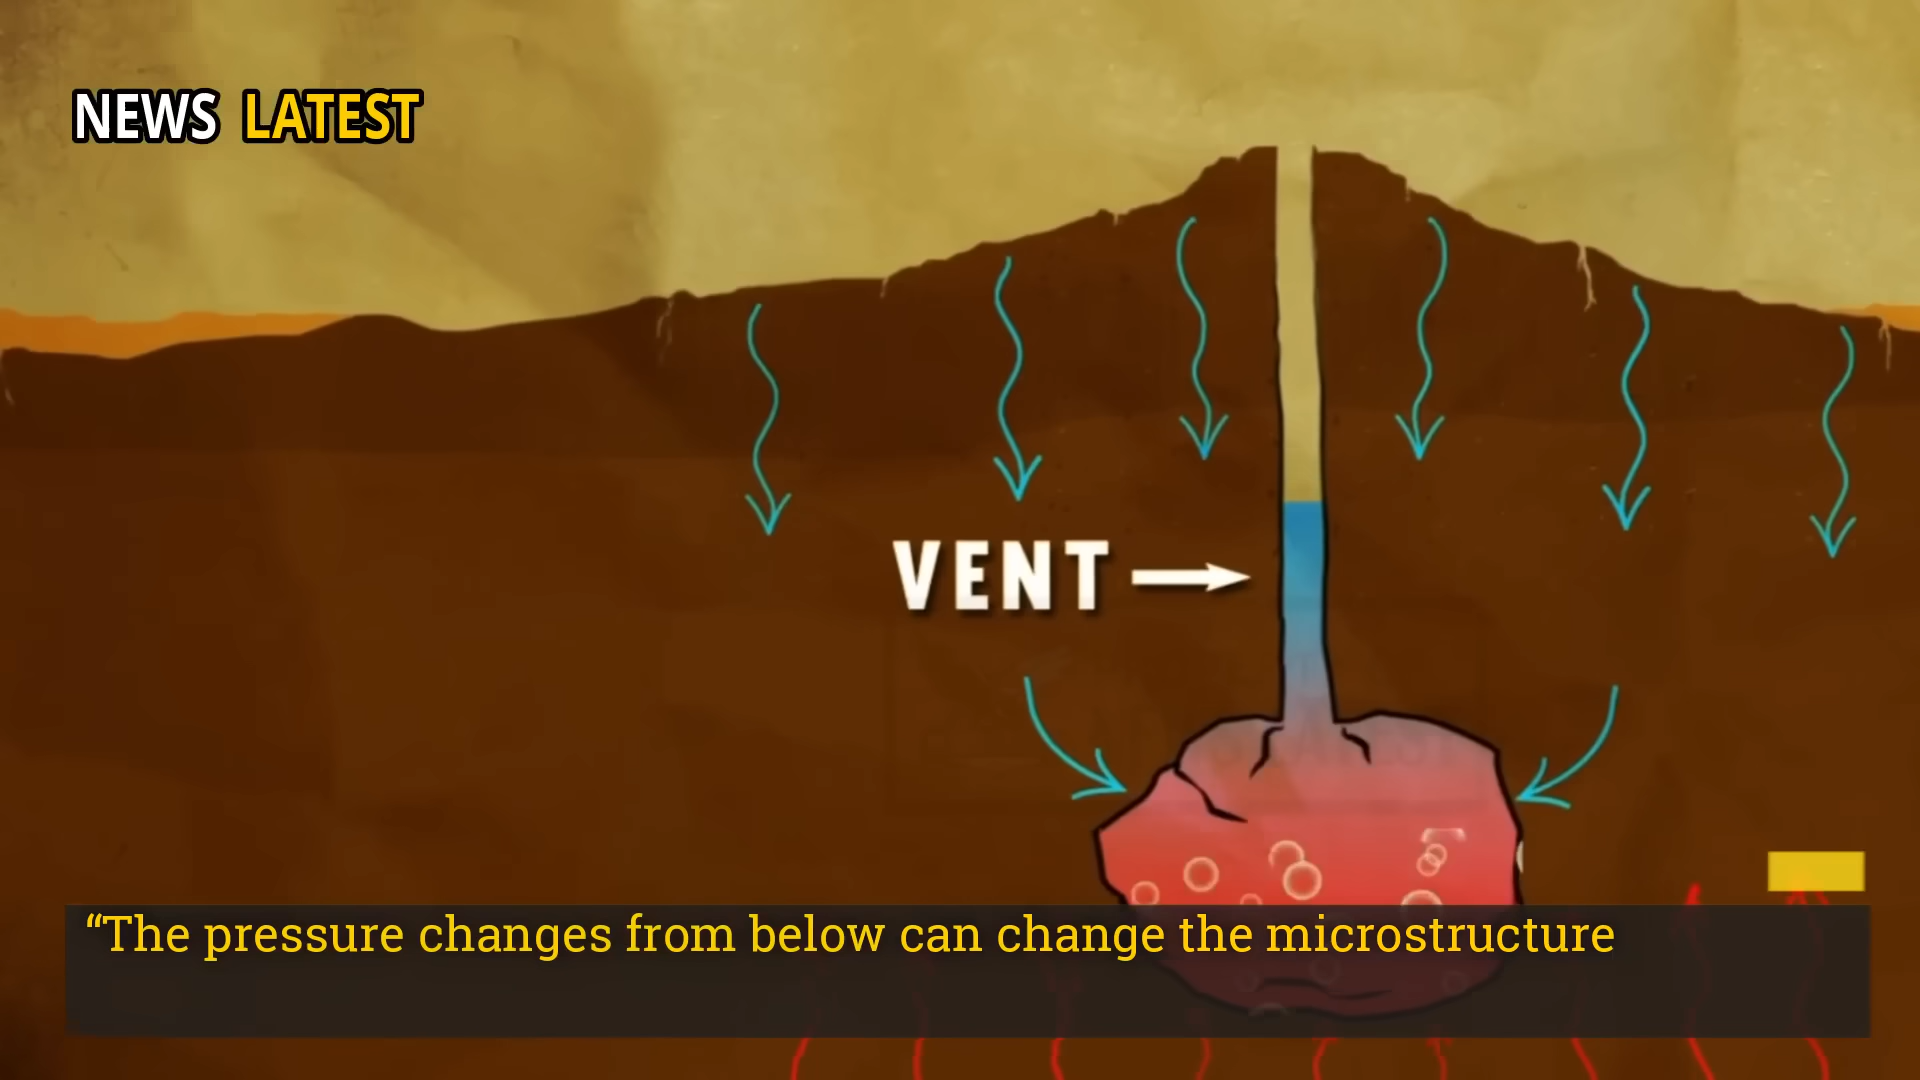 NEWS LATEST
VENT
“The pressure changes from below can change the microstructure